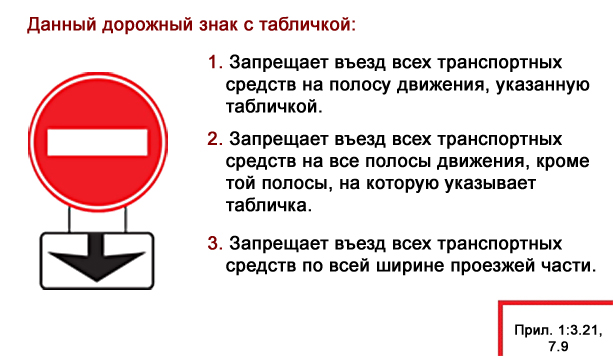 Данный дорожный знак с табличкой:
1. Запрещает въезд всех транспортных
средств на полосу движения, указанную
табличкой.
2. Запрещает въезд всех транспортных
средств на все полосы движения, кроме
той полосы, на которую указывает
табличка.
3. Запрещает въезд всех транспортных
средств по всей ширине проезжей части.
Прил. 1:3.21,
7.9